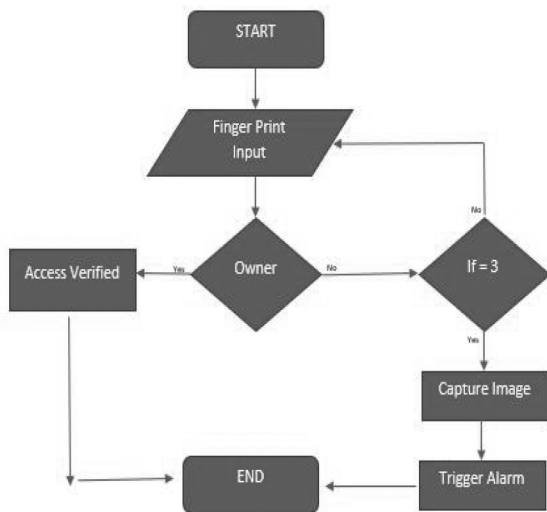 START
Finger Print
Input
No
Access Verified
Yes
Owner
No
If = 3
Yes
Capture Image
END
Trigger Alarm